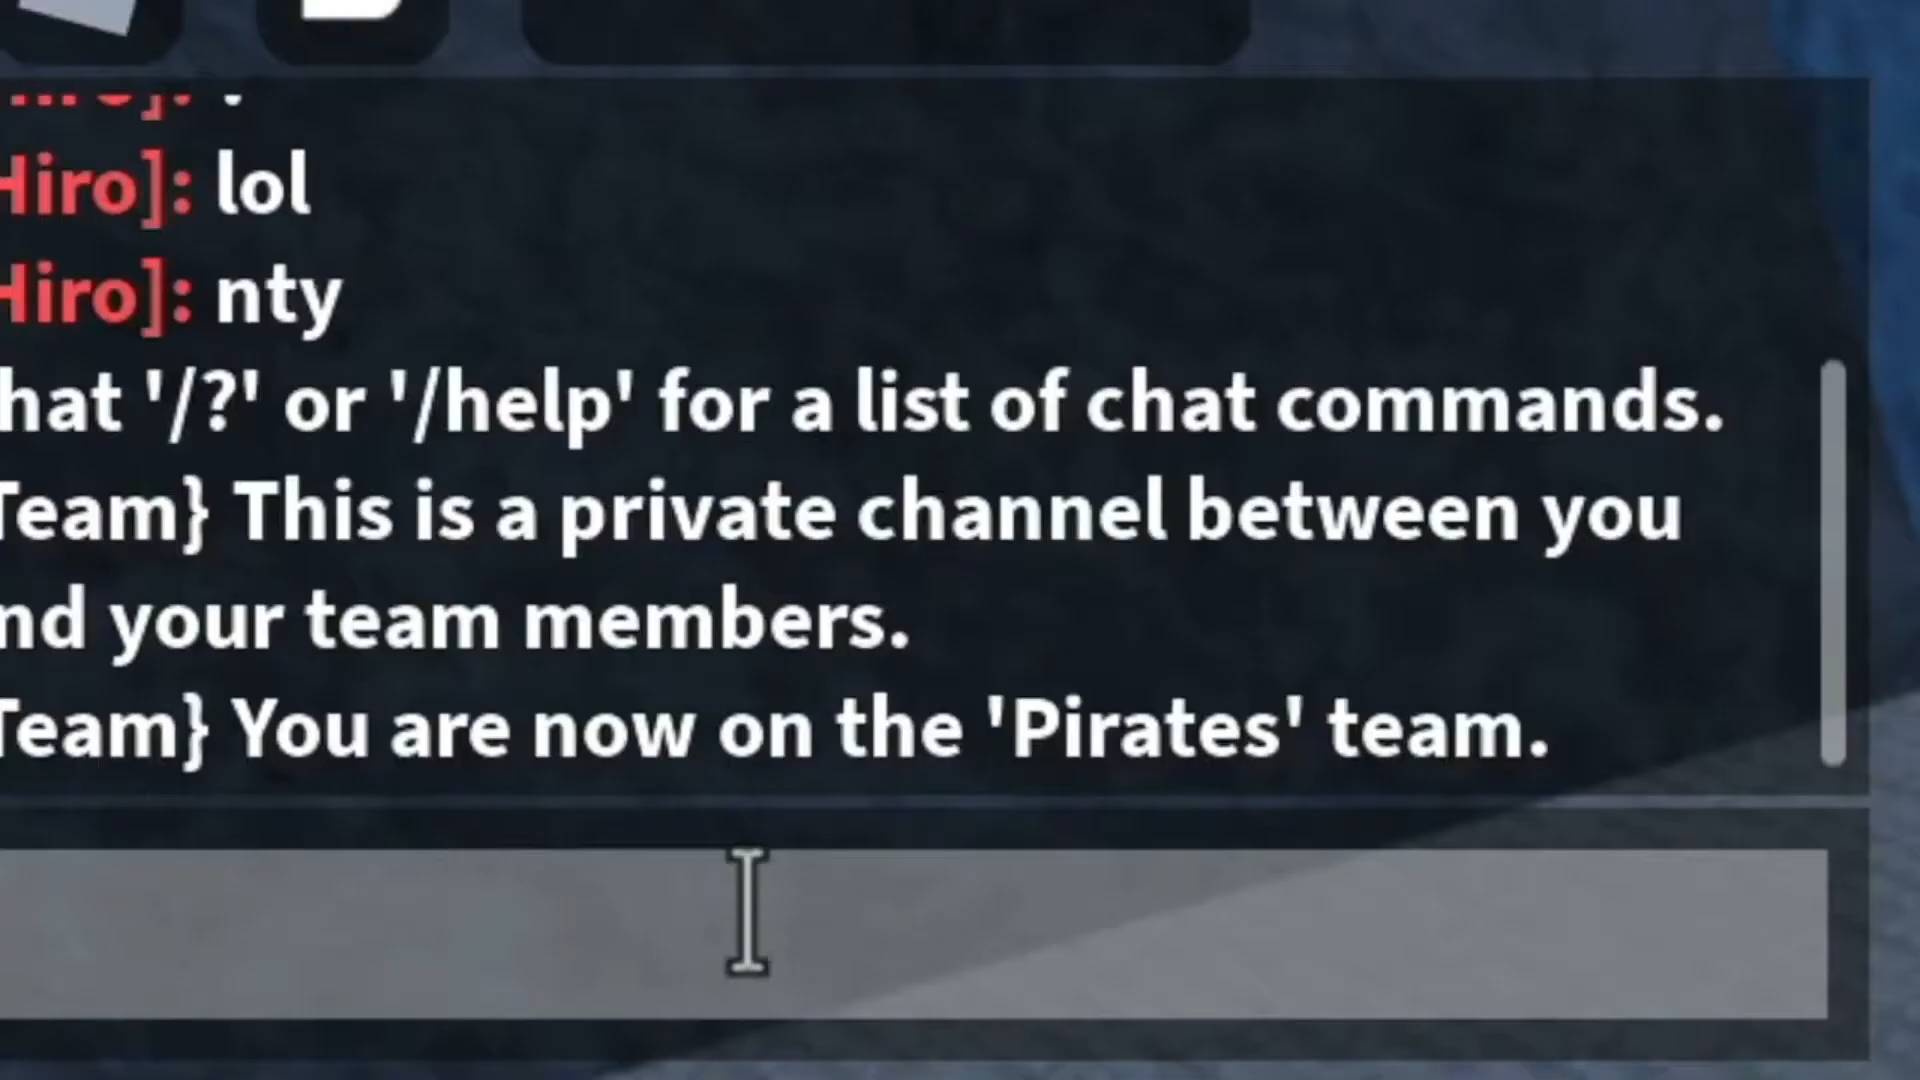 Hiro]: lol
Hiro]: nty
hat '/?' or '/help' for a list of chat commands.
Team} This is a private channel between you
nd your team members.
Team} You are now on the 'Pirates' team.